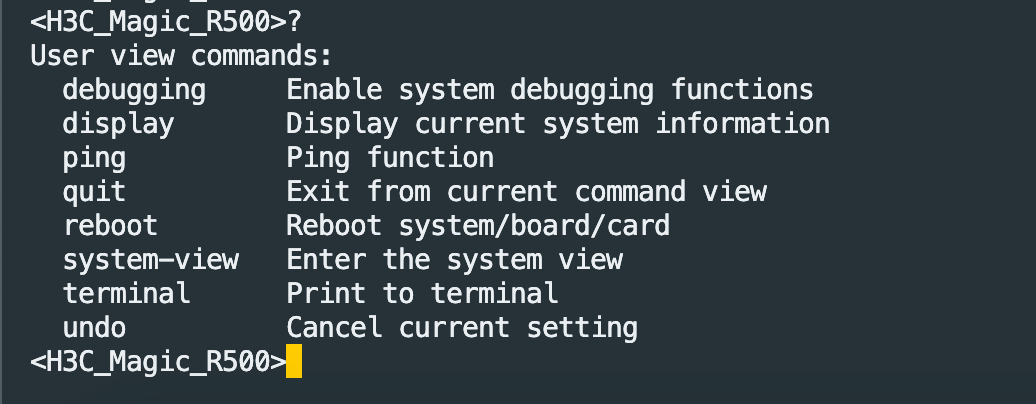 <H3C_Magic_R500>?
User view commands:
  debugging     Enable system debugging functions
  display       Display current system information
  ping          Ping function
  quit          Exit from current command view
  reboot        Reboot system/board/card
  system-view   Enter the system view
  terminal      Print to terminal
  undo          Cancel current setting
<H3C_Magic_R500>